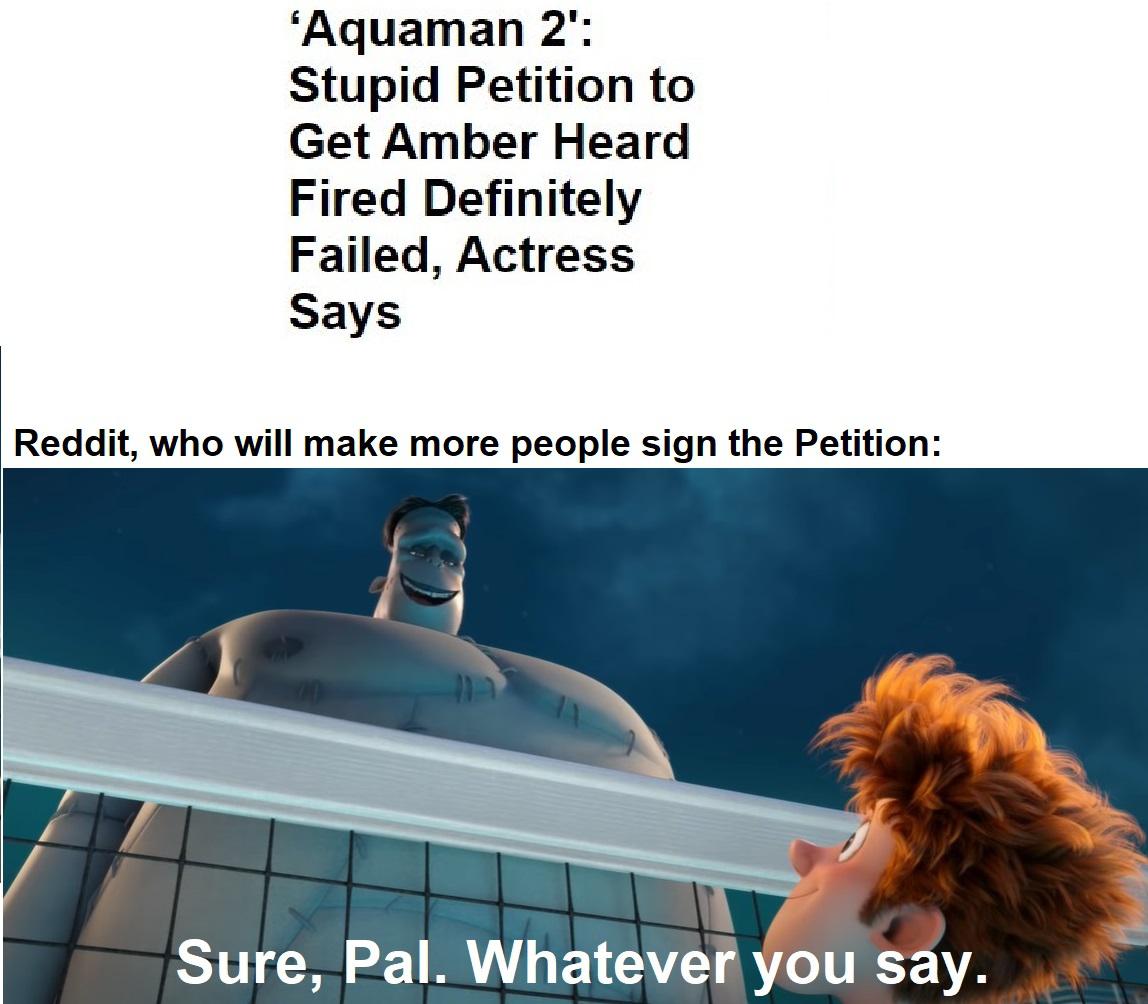 ‘Aquaman 2':
Stupid Petition to
Get Amber Heard
Fired Definitely
Failed, Actress
Says
Reddit, who will make more people sign the Petition:
Sure, Pal. Whatever you say.